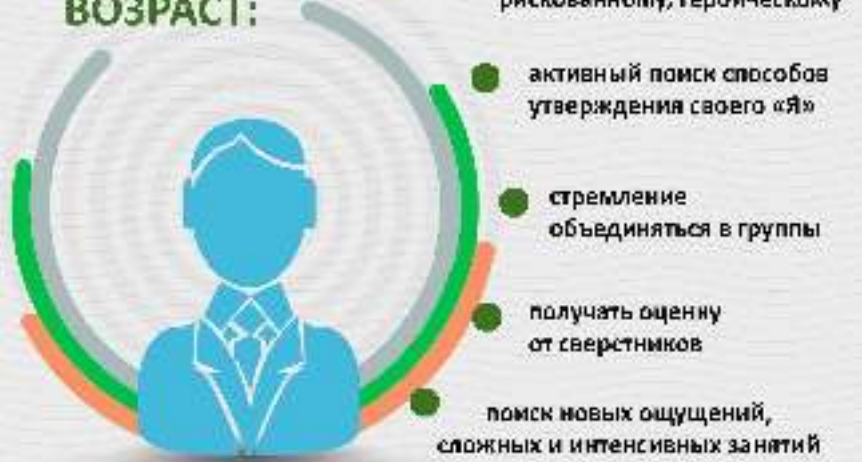 ВОЗРАСТ:
рискованному, героическому
активный поиск способов
утверждения своего «Я»
стремление
объединяться в группы
получать оценку
от сверстников
поиск новых ощущений,
сложных и интенсивных занятий